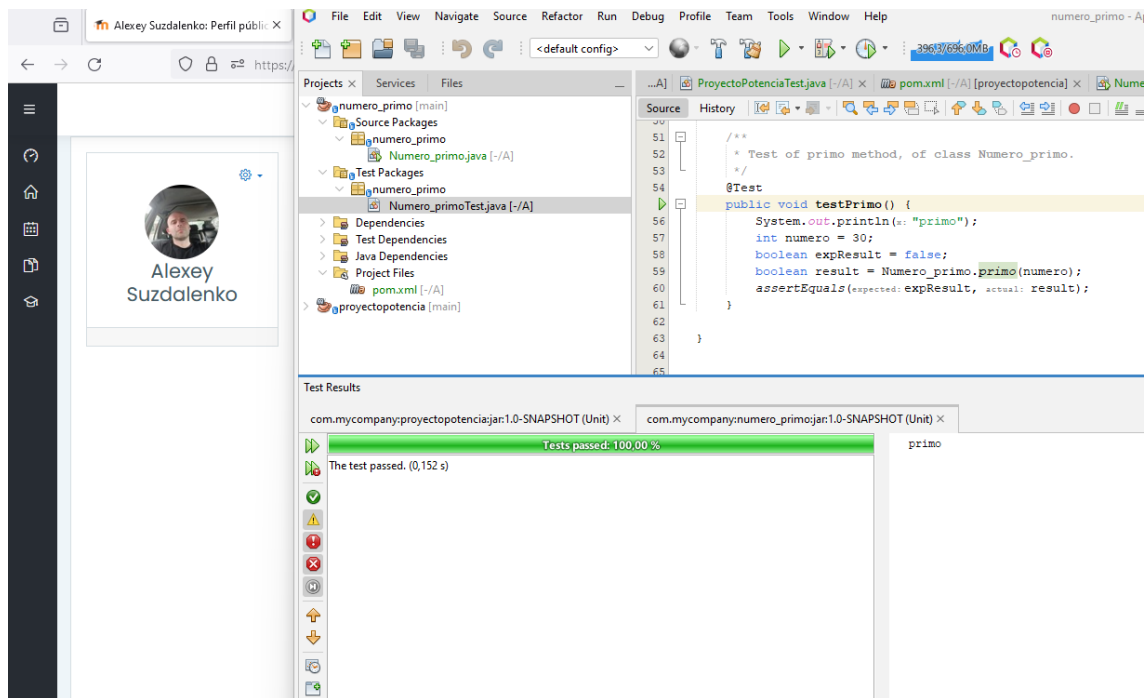 Alexey Suzdalenko: Perfil públic
https:/
Alexey
Suzdalenko
File Edit View Navigate Source Refactor Run Debug Profile Team Tools Window Help
numero_primo - Ap
<default config>
396,3/696,0MB
Projects Services Files
numero_primo [main]
Source Packages
numero_primo
Numero_primo.java [-/A]
Test Packages
numero_primo
Numero_primoTest.java [-/A]
Dependencies
Test Dependencies
Java Dependencies
Project Files
pom.xml [-/A]
proyectopotencia [main]
...A] ProyectoPotenciaTest.java [-/A] pom.xml [-/A] [proyectopotencia] Nume
Source History
50
51 /**
52 * Test of primo method, of class Numero_primo.
53 */
54 @Test
public void testPrimo() {
56 System.out.println(x: "primo");
57 int numero = 30;
58 boolean expResult = false;
59 boolean result = Numero_primo.primo(numero);
60 assertEquals(expected: expResult, actual: result);
61 }
62
63 }
64
65
Test Results
com.mycompany:proyectopotencia:jar:1.0-SNAPSHOT (Unit) com.mycompany:numero_primo:jar:1.0-SNAPSHOT (Unit)
Tests passed: 100,00 %
The test passed. (0,152 s)
primo